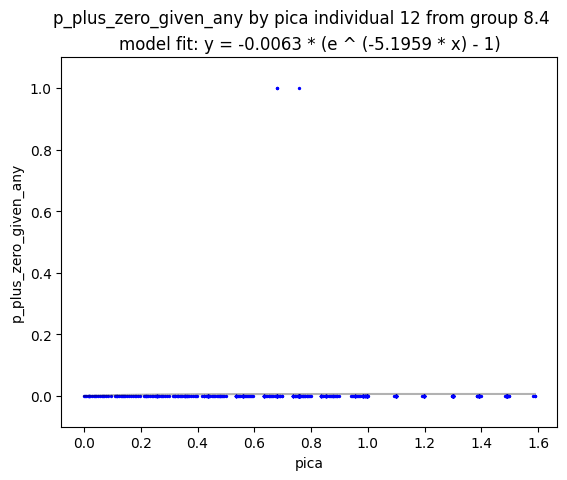 p_plus_zero_given_any by pica individual 12 from group 8.4
model fit: y = -0.0063 * (e ^ (-5.1959 * x) - 1)
1.0
0.8
0.6
0.4
0.2
0.0
p_plus_zero_given_any
0.0 0.2 0.4 0.6 0.8 1.0 1.2 1.4 1.6
pica